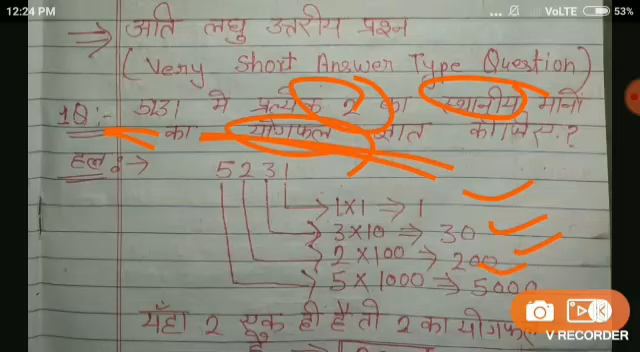 12:24 PM ... VoLTE 53%
⇒ अति लघु उत्तरीय प्रश्न
(Very Short Answer Type Question)
1Q:- में प्रत्येक 2 का स्थानीय मानों
का योगफल ज्ञात कीजिए.?
हल:→ 5231
1×1 ⇒ 1
3×10 ⇒ 30
2×100 ⇒ 200
5×1000 ⇒ 5000
यँहा 2 एक ही है तो 2 का योगफल
है
V RECORDER